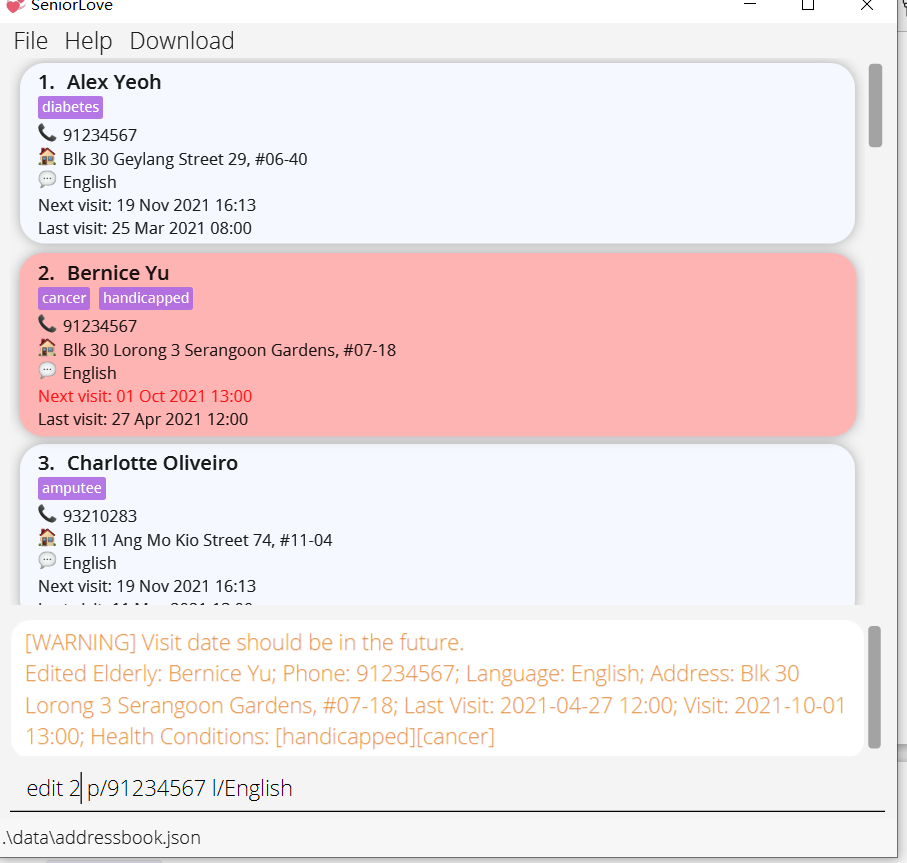 SeniorLove
File Help Download
1. Alex Yeoh
diabetes
91234567
Blk 30 Geylang Street 29, #06-40
English
Next visit: 19 Nov 2021 16:13
Last visit: 25 Mar 2021 08:00
2. Bernice Yu
cancer handicapped
91234567
Blk 30 Lorong 3 Serangoon Gardens, #07-18
English
Next visit: 01 Oct 2021 13:00
Last visit: 27 Apr 2021 12:00
3. Charlotte Oliveiro
amputee
93210283
Blk 11 Ang Mo Kio Street 74, #11-04
English
Next visit: 19 Nov 2021 16:13
[WARNING] Visit date should be in the future.
Edited Elderly: Bernice Yu; Phone: 91234567; Language: English; Address: Blk 30
Lorong 3 Serangoon Gardens, #07-18; Last Visit: 2021-04-27 12:00; Visit: 2021-10-01
13:00; Health Conditions: [handicapped][cancer]
edit 2 p/91234567 l/English
.\data\addressbook.json